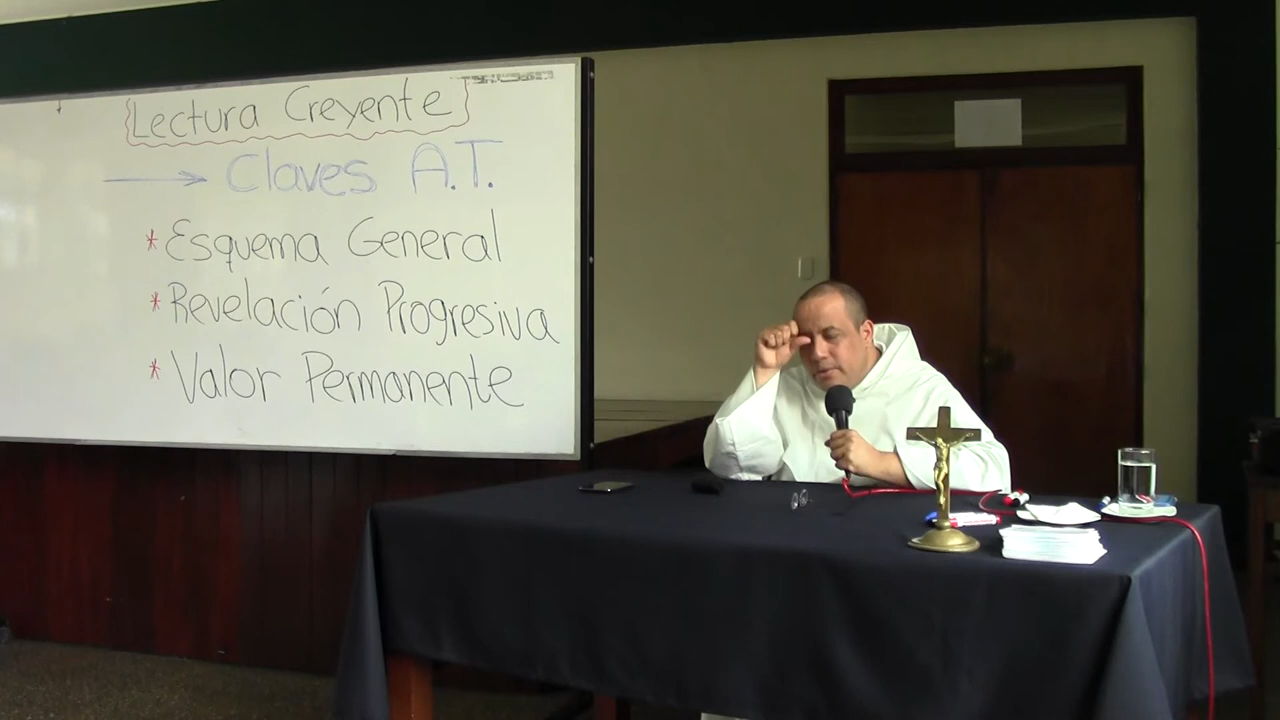 Lectura Creyente
→ Claves A.T.
* Esquema General
* Revelación Progresiva
* Valor Permanente